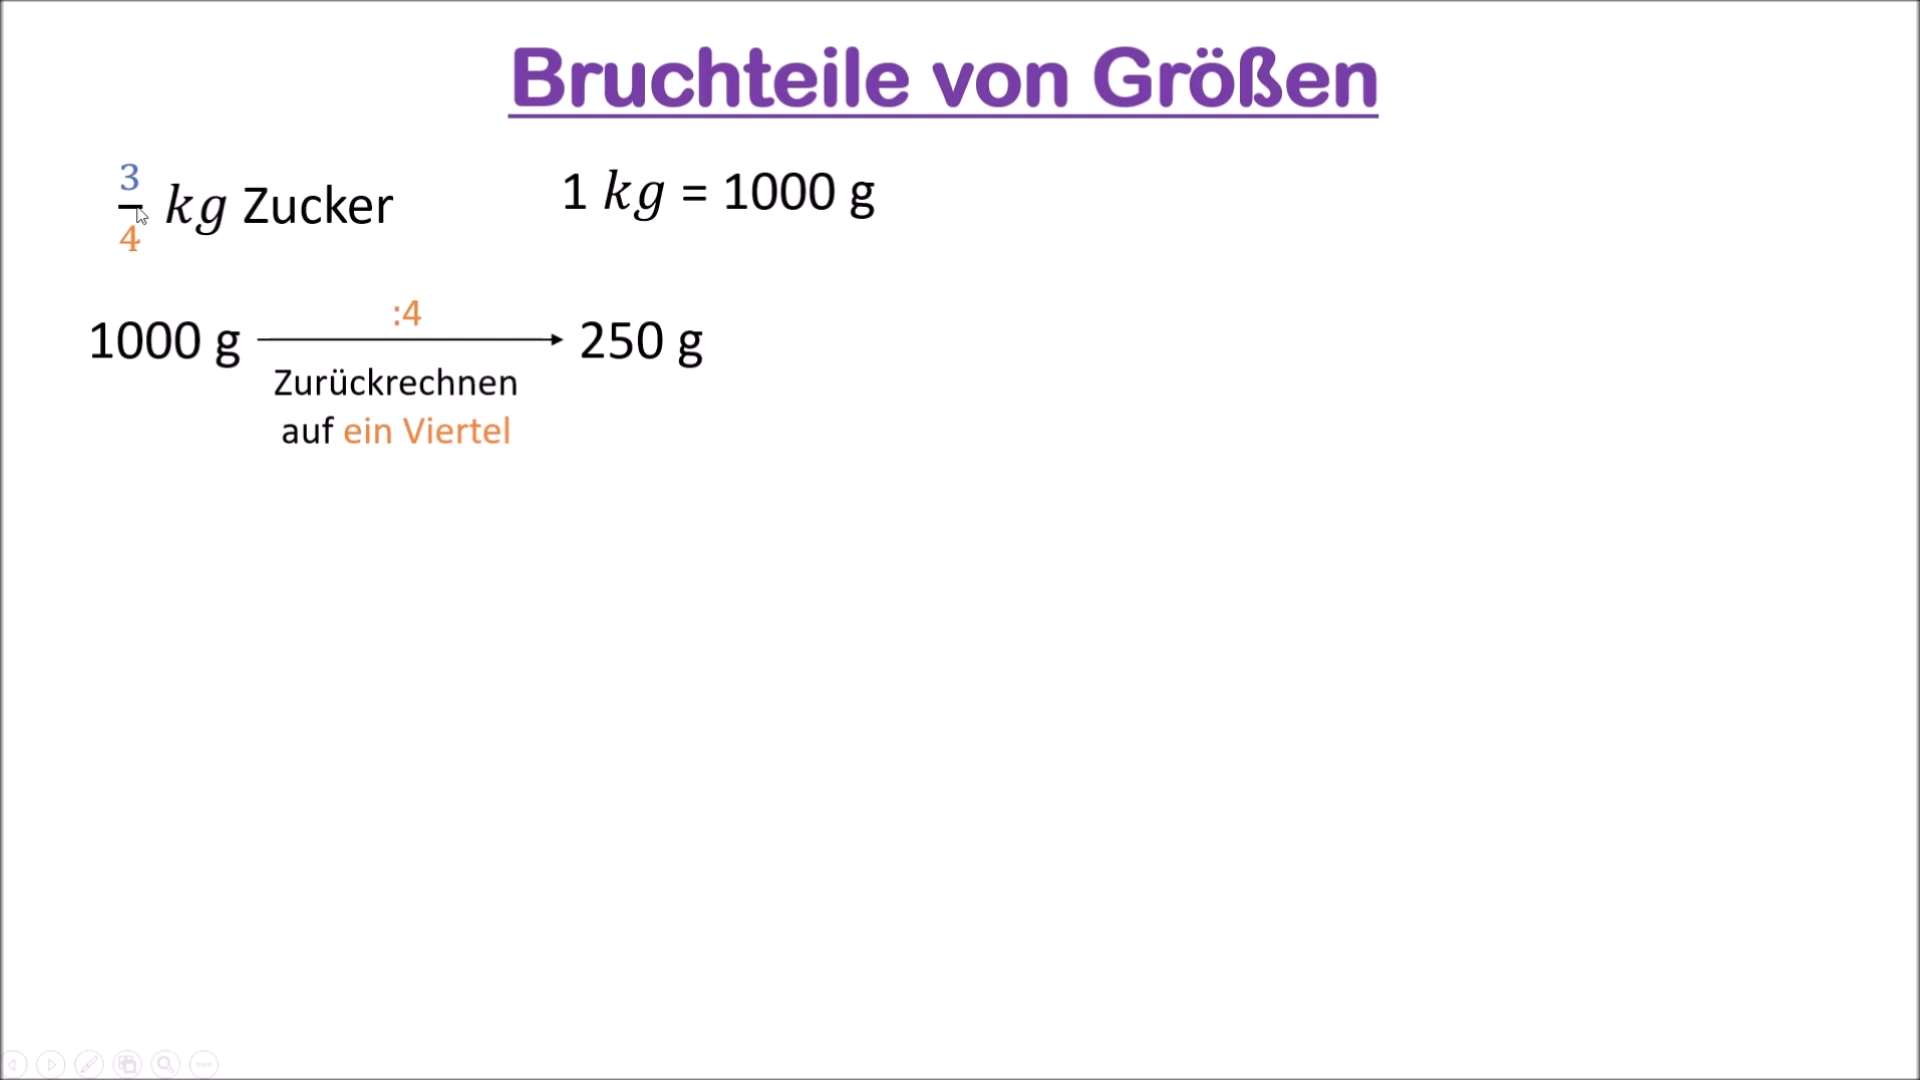 Bruchteile von Größen
3/4 kg Zucker
1 kg = 1000 g
:4
1000 g 250 g
Zurückrechnen
auf ein Viertel